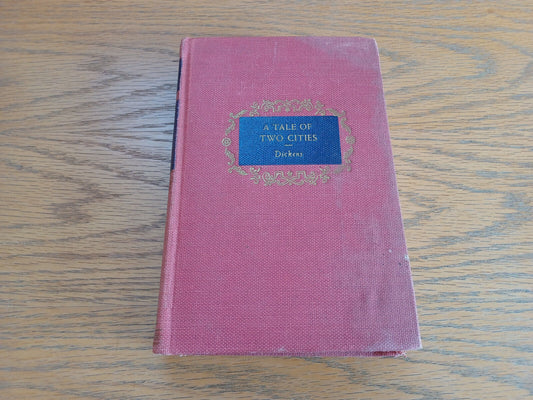 A TALE OF
TWO CITIES
Dickens